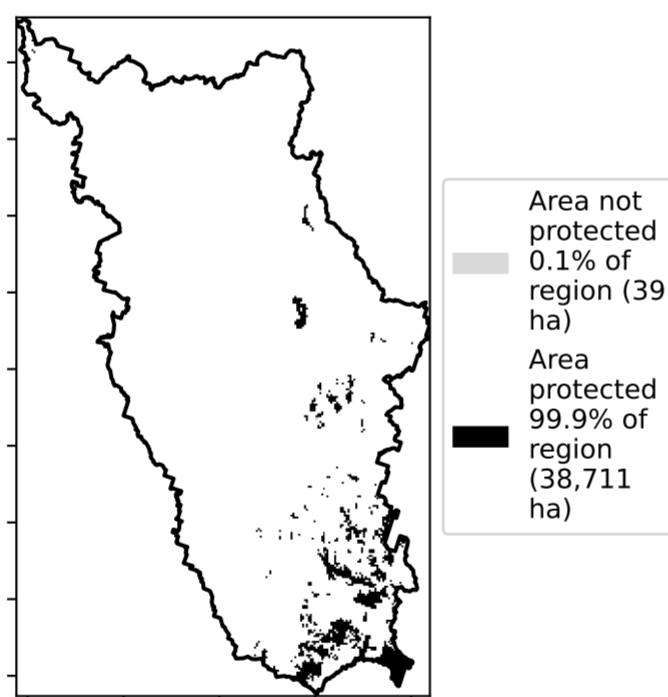 Area not
protected
0.1% of
region (39
ha)
Area
protected
99.9% of
region
(38,711
ha)